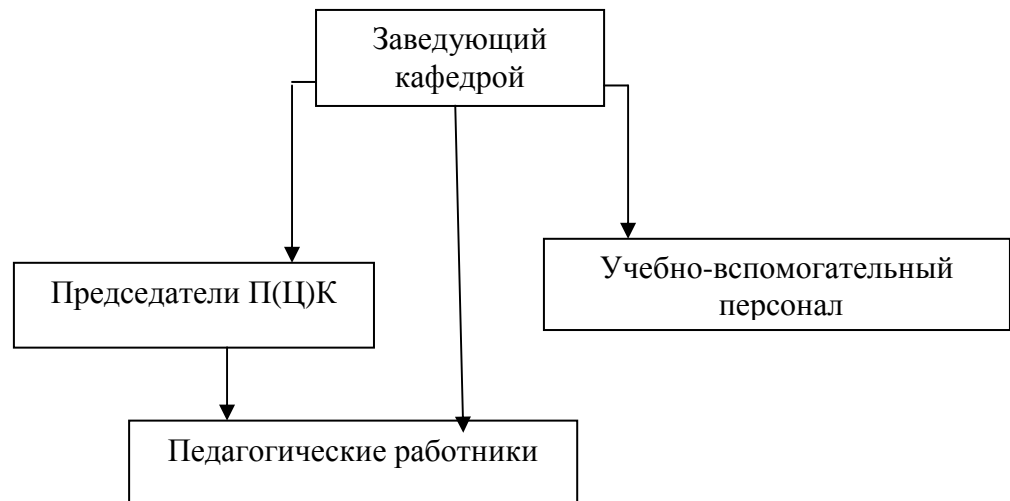 Заведующий
кафедрой
Председатели П(Ц)К
Учебно-вспомогательный
персонал
Педагогические работники